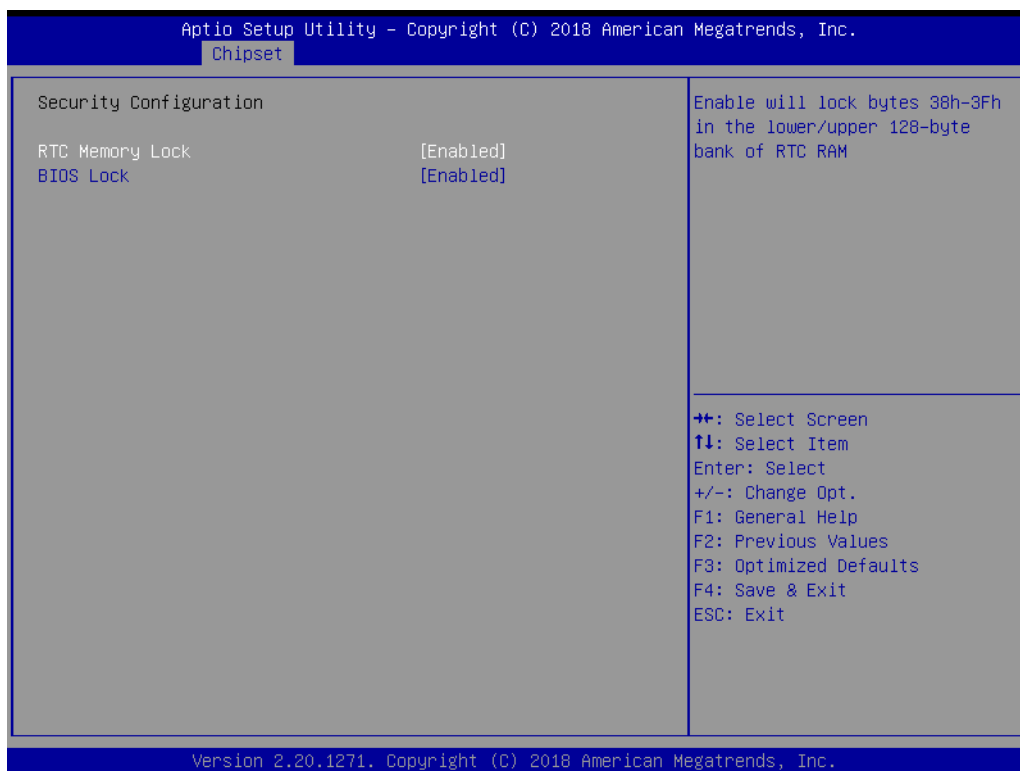 Aptio Setup Utility – Copyright (C) 2018 American Megatrends, Inc.
Chipset
Security Configuration
RTC Memory Lock [Enabled]
BIOS Lock [Enabled]
Enable will lock bytes 38h-3Fh
in the lower/upper 128-byte
bank of RTC RAM
→←: Select Screen
↑↓: Select Item
Enter: Select
+/-: Change Opt.
F1: General Help
F2: Previous Values
F3: Optimized Defaults
F4: Save & Exit
ESC: Exit
Version 2.20.1271. Copyright (C) 2018 American Megatrends, Inc.